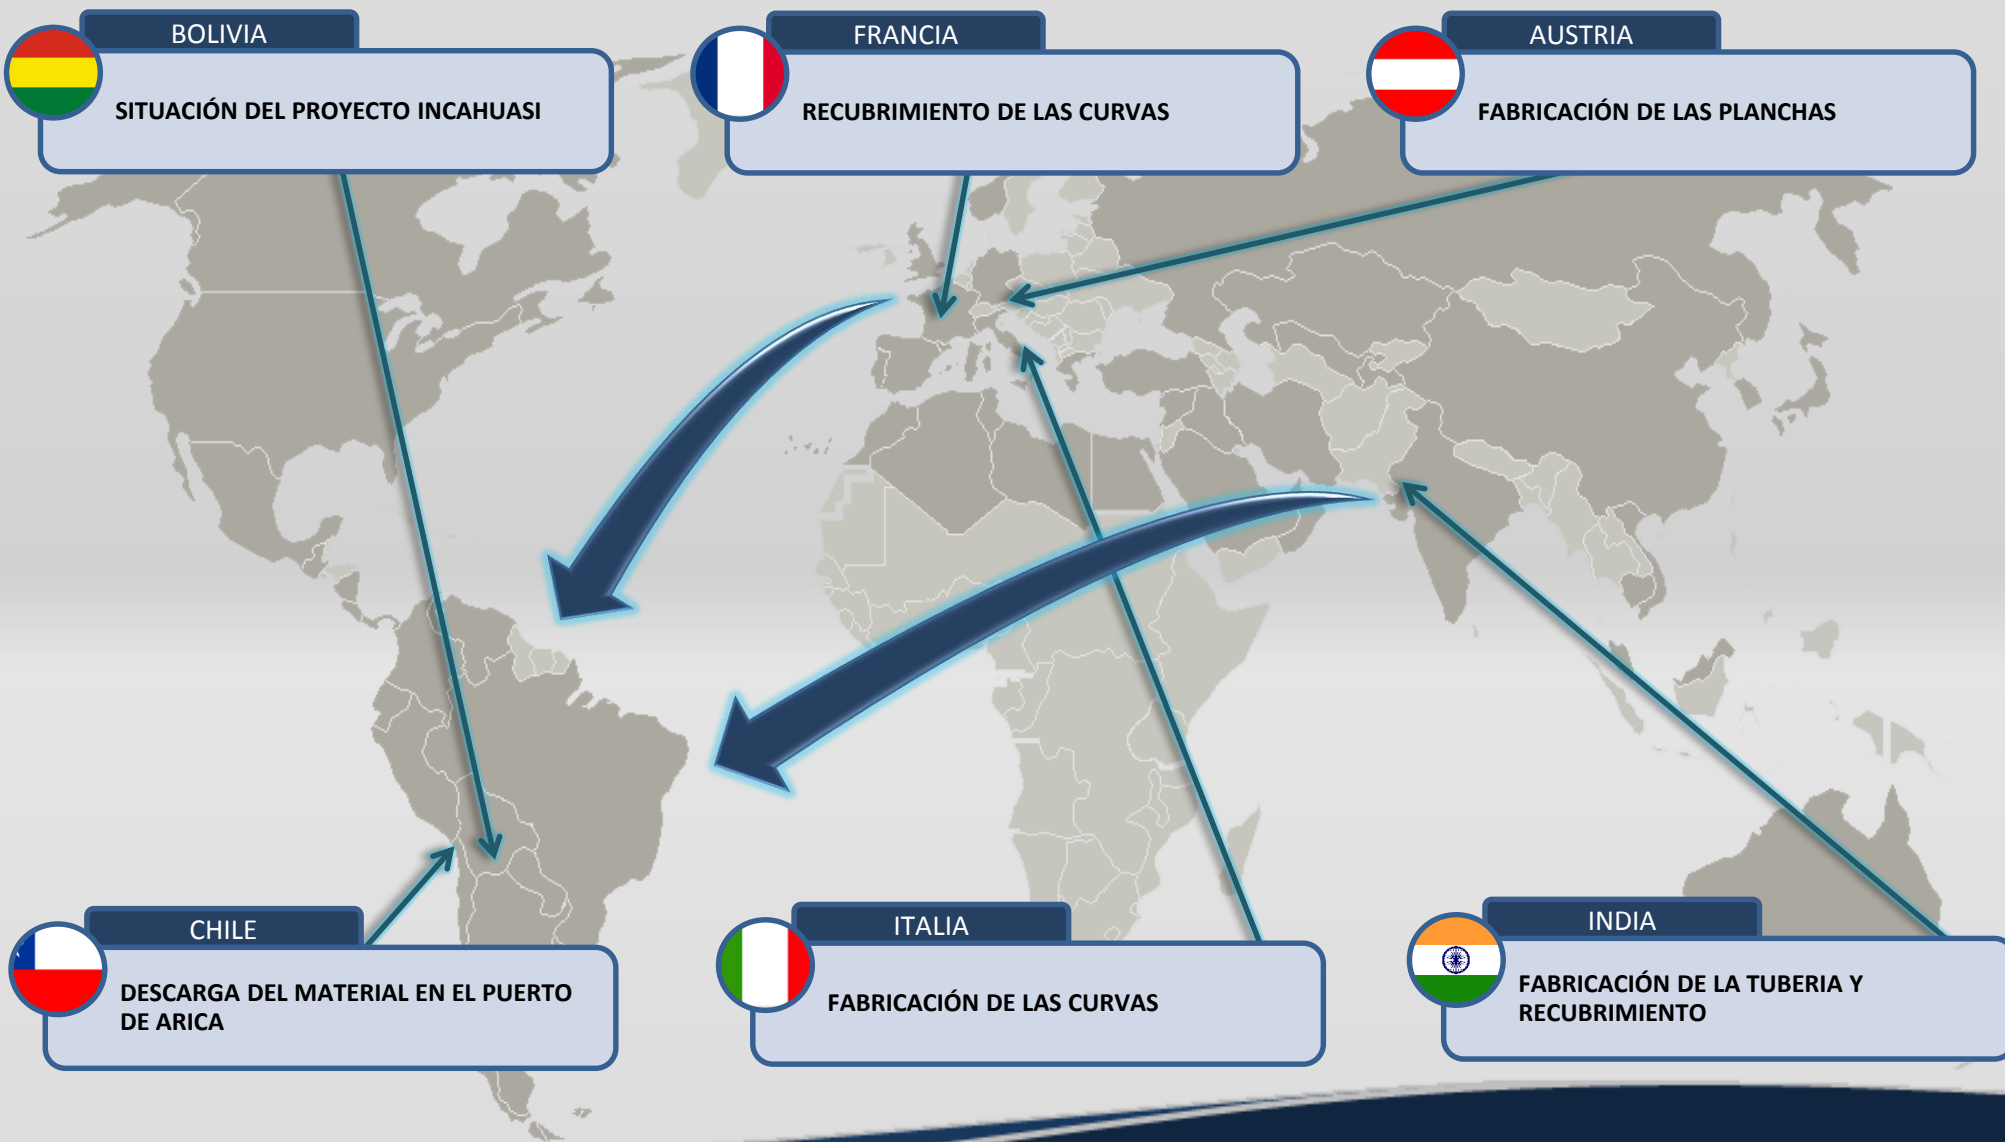 BOLIVIA
SITUACIÓN DEL PROYECTO INCAHUASI
FRANCIA
RECUBRIMIENTO DE LAS CURVAS
AUSTRIA
FABRICACIÓN DE LAS PLANCHAS
CHILE
DESCARGA DEL MATERIAL EN EL PUERTO
DE ARICA
ITALIA
FABRICACIÓN DE LAS CURVAS
INDIA
FABRICACIÓN DE LA TUBERIA Y
RECUBRIMIENTO